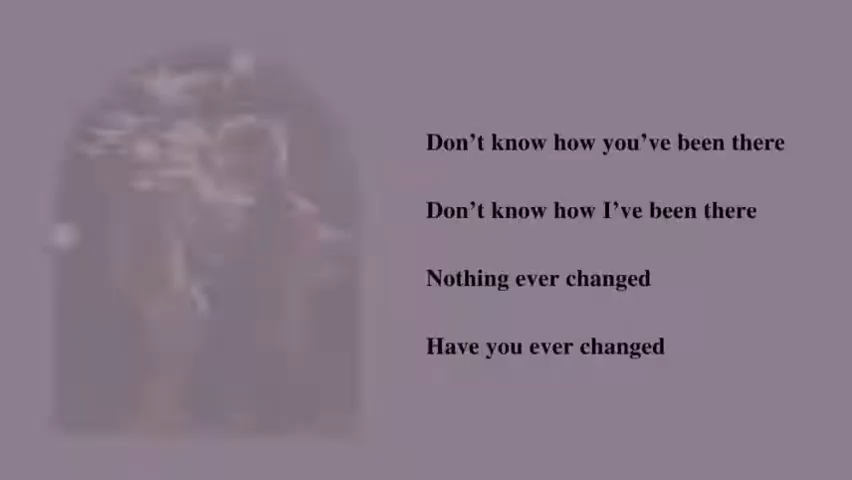 Don’t know how you’ve been there
Don’t know how I’ve been there
Nothing ever changed
Have you ever changed